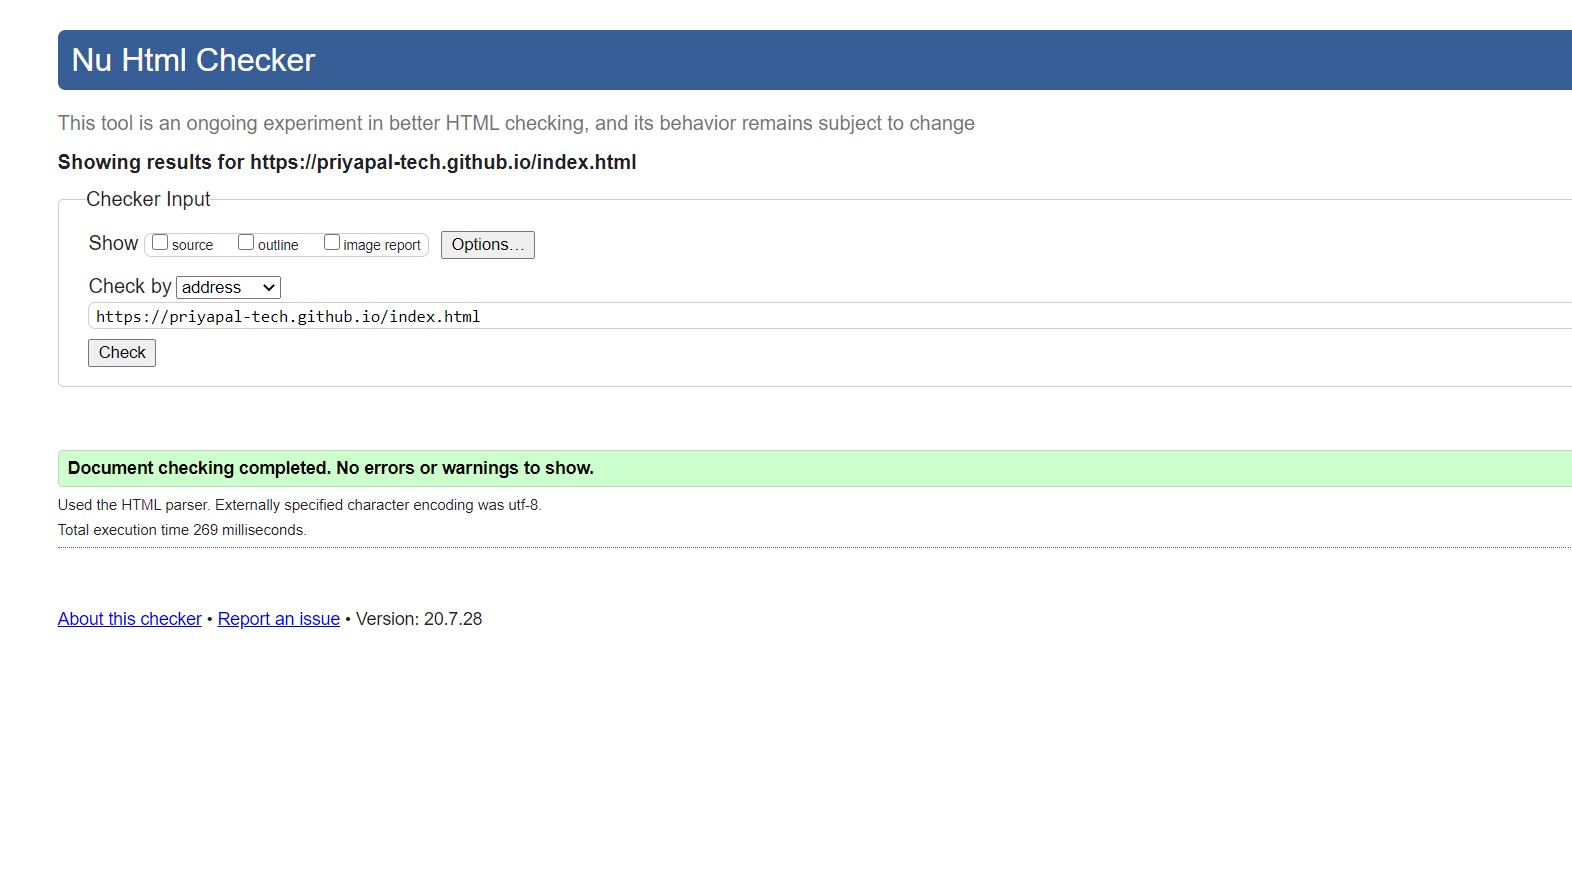 Nu Html Checker
This tool is an ongoing experiment in better HTML checking, and its behavior remains subject to change
Showing results for https://priyapal-tech.github.io/index.html
Checker Input
Show source outline image report Options...
Check by address
https://priyapal-tech.github.io/index.html
Check
Document checking completed. No errors or warnings to show.
Used the HTML parser. Externally specified character encoding was utf-8.
Total execution time 269 milliseconds.
About this checker • Report an issue • Version: 20.7.28